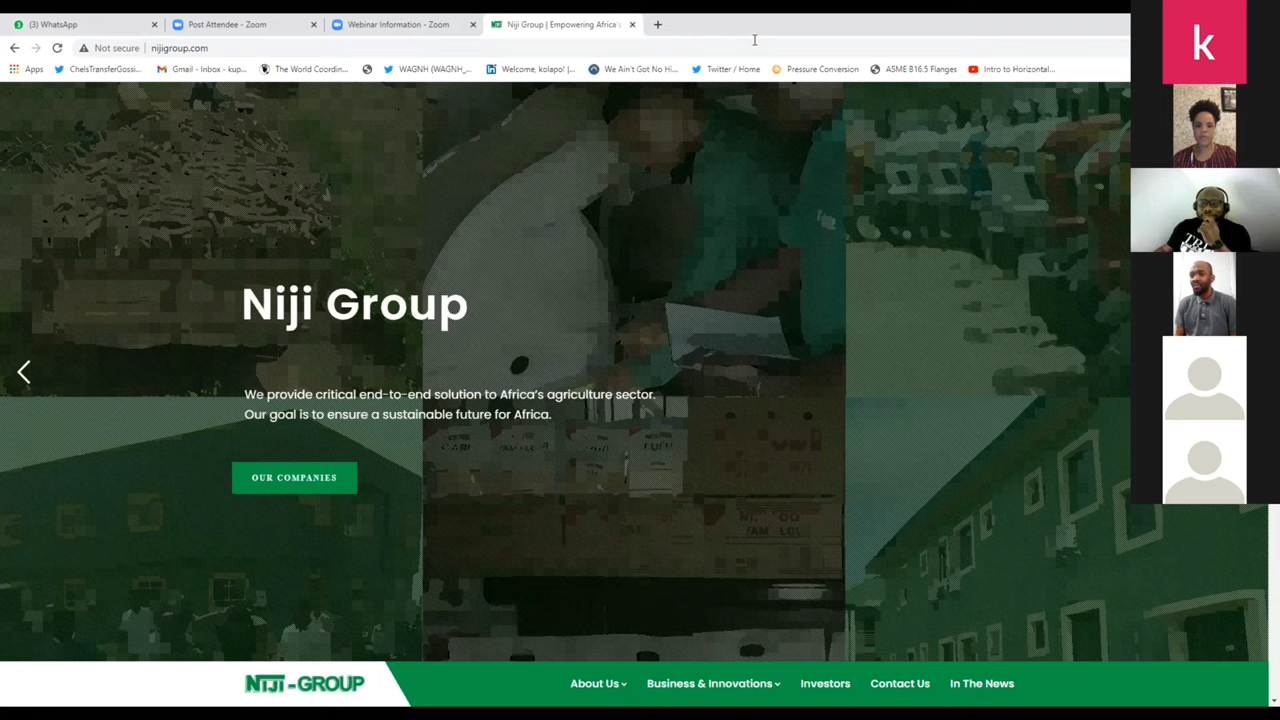 (3) WhatsApp
Post Attendee - Zoom
Webinar Information - Zoom
Niji Group | Empowering Africa's
Not secure | nijigroup.com
Apps
ChelsTransferGossi...
Gmail - Inbox - kup...
The World Coordin...
WAGNH (WAGNH_...
Welcome, kolapo! |...
We Ain't Got No Hi...
Twitter / Home
Pressure Conversion
ASME B16.5 Flanges
Intro to Horizontal...
k
Niji Group
We provide critical end-to-end solution to Africa's agriculture sector.
Our goal is to ensure a sustainable future for Africa.
OUR COMPANIES
NIJI-GROUP
About Us
Business & Innovations
Investors
Contact Us
In The News